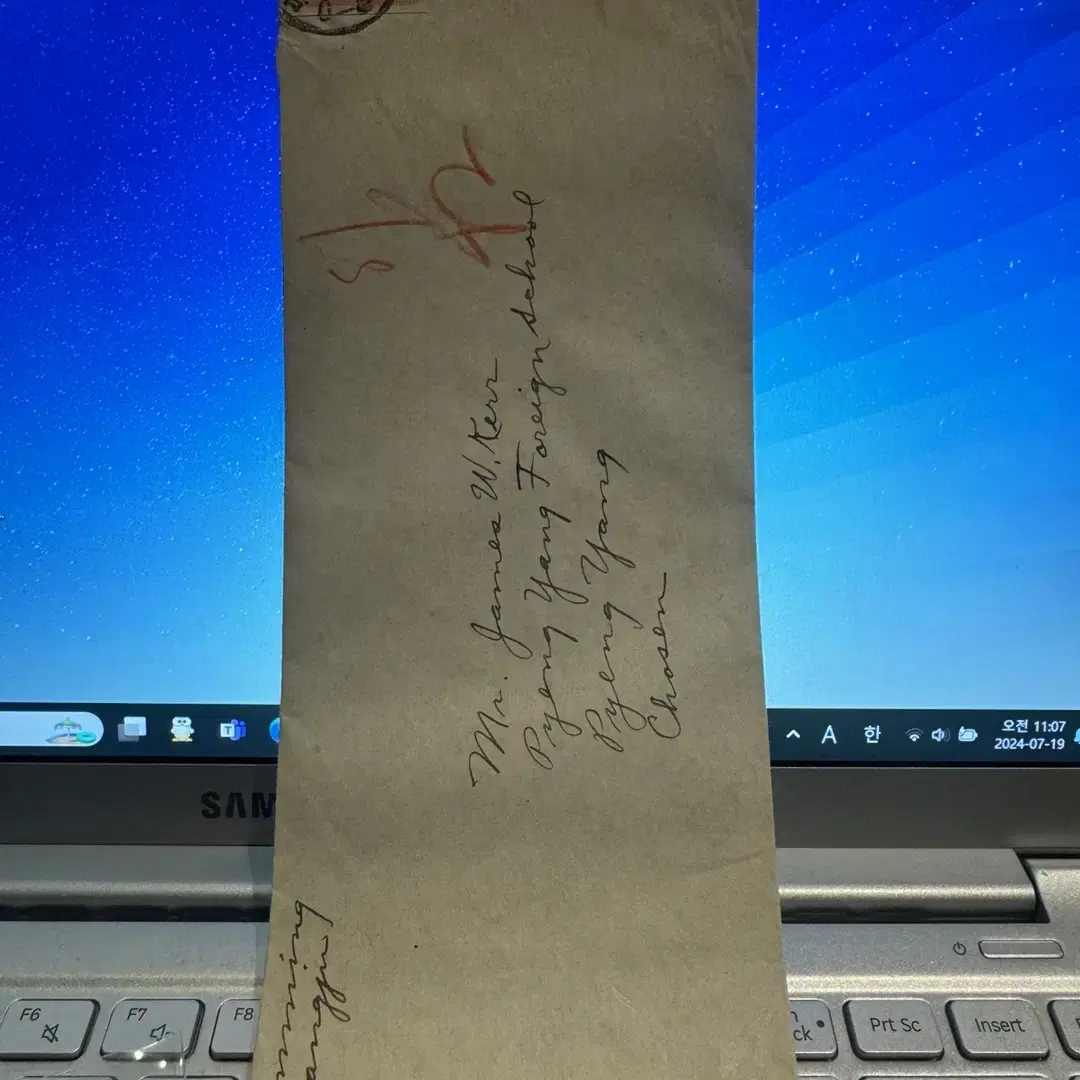 Mr. James W. Kerr
Pyeng Yang Foreign School
Pyeng Yang
Chosen
A 한
오전 11:07
2024-07-19
F6 F7 F8
Prt Sc
Insert